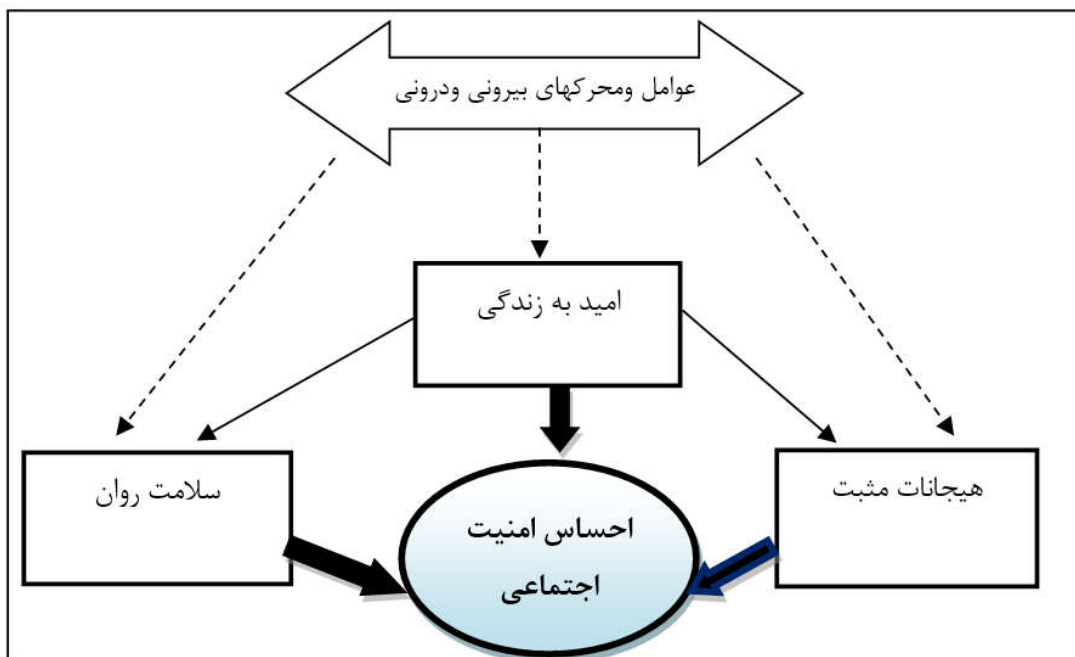 عوامل ومحرکهای بیرونی ودرونی
امید به زندگی
هیجانات مثبت
سلامت روان
احساس امنیت
اجتماعی